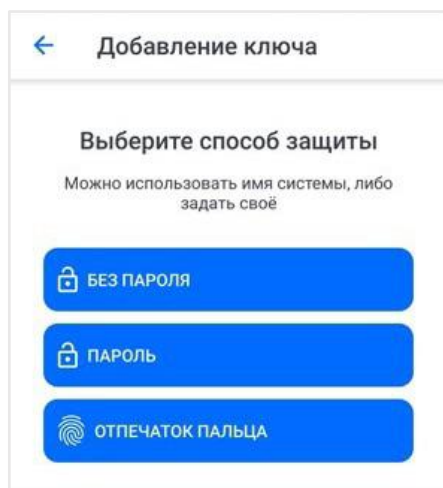 Добавление ключа
Выберите способ защиты
Можно использовать имя системы, либо
задать своё
БЕЗ ПАРОЛЯ
ПАРОЛЬ
ОТПЕЧАТОК ПАЛЬЦА